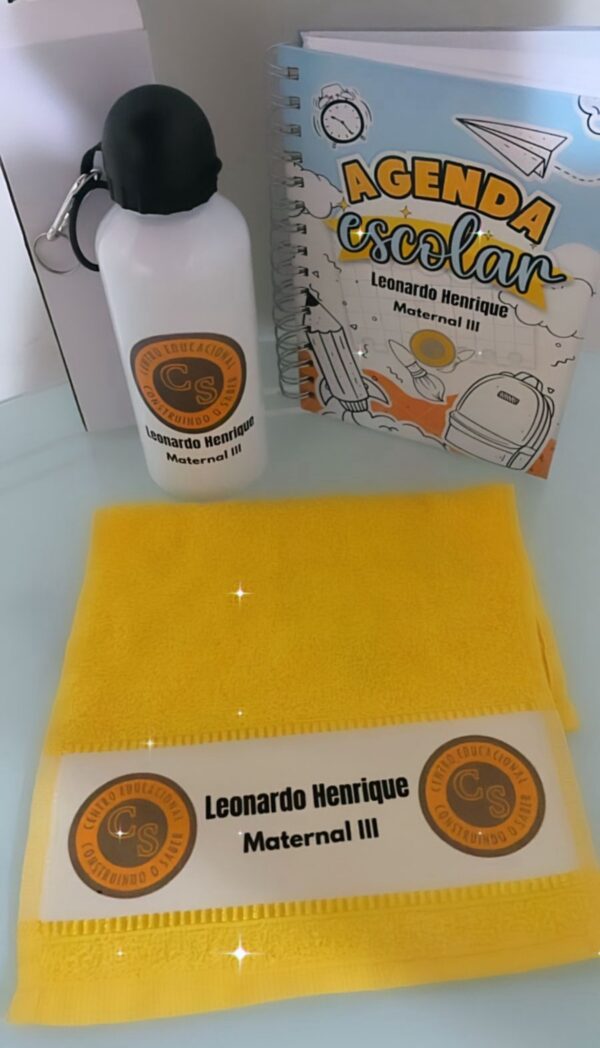 AGENDA
escolar
Leonardo Henrique
Maternal III
CENTRO EDUCACIONAL
CS
CONSTRUINDO O SABER
Leonardo Henrique
Maternal III
CENTRO EDUCACIONAL
CS
CONSTRUINDO O SABER
Leonardo Henrique
Maternal III
CENTRO EDUCACIONAL
CS
CONSTRUINDO O SABER